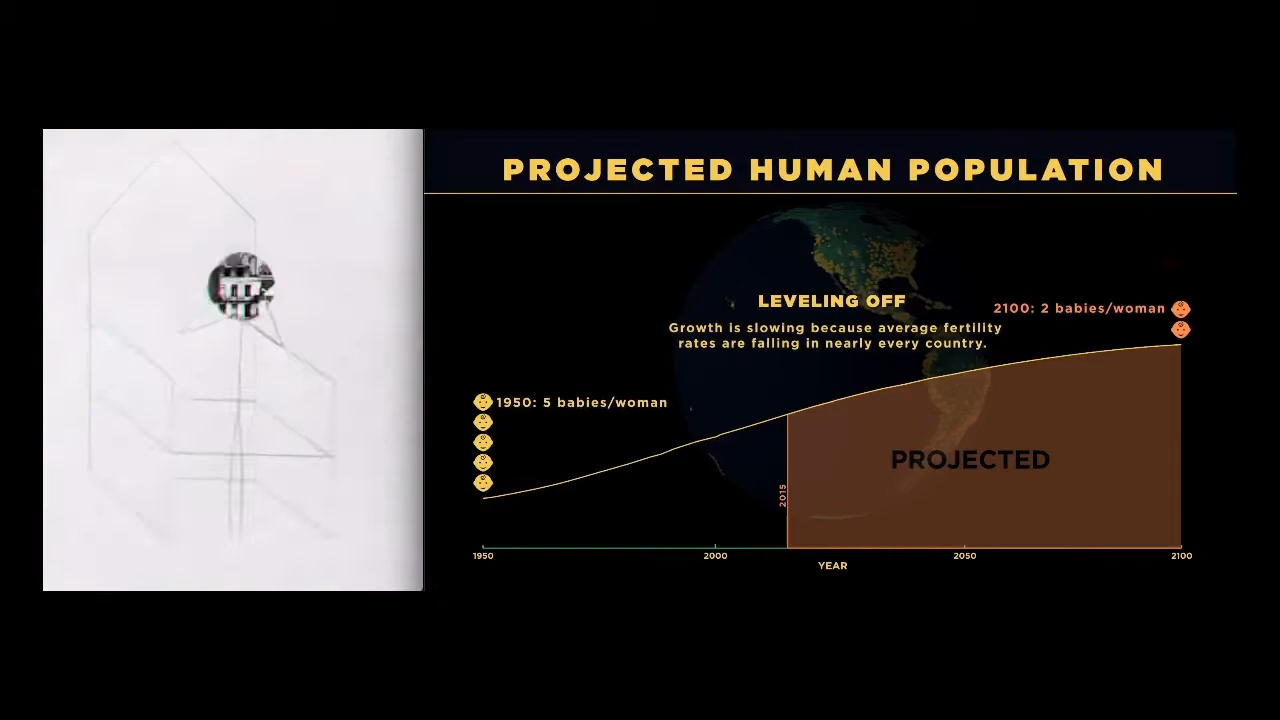 PROJECTED HUMAN POPULATION
LEVELING OFF
Growth is slowing because average fertility
rates are falling in nearly every country.
2100: 2 babies/woman
1950: 5 babies/woman
PROJECTED
2015
1950
2000
2050
2100
YEAR